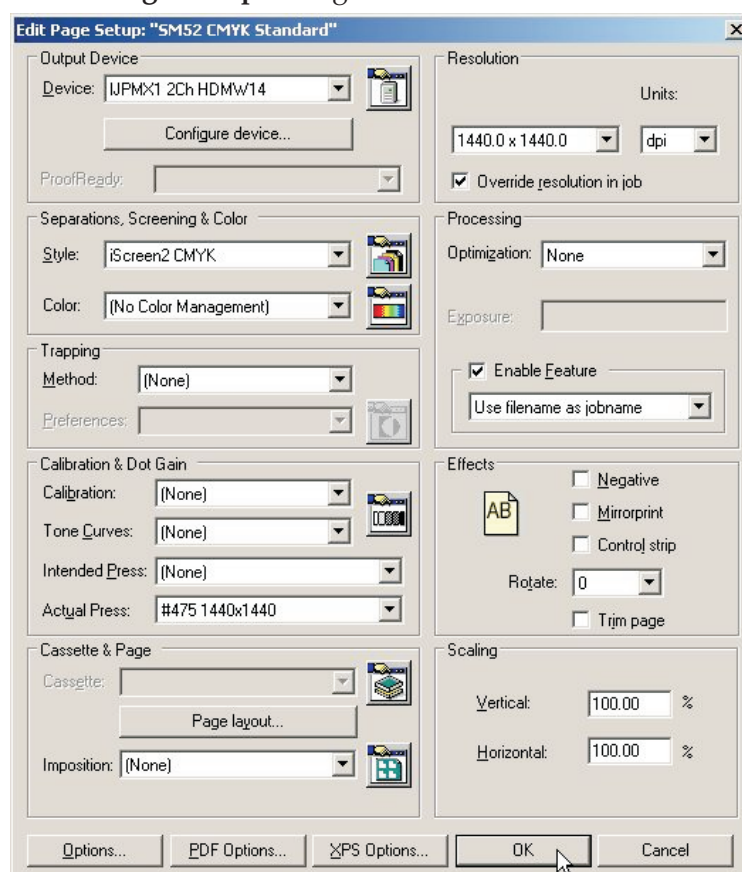 Edit Page Setup: "SM52 CMYK Standard"
Output Device
Device: IJPMX1 2Ch HDMW14
Configure device...
ProofReady:
Separations, Screening & Color
Style: iScreen2 CMYK
Color: (No Color Management)
Trapping
Method: (None)
Preferences:
Calibration & Dot Gain
Calibration: (None)
Tone Curves: (None)
Intended Press: (None)
Actual Press: #475 1440x1440
Cassette & Page
Cassette:
Page layout...
Imposition: (None)
Resolution
Units:
1440.0 x 1440.0 dpi
Override resolution in job
Processing
Optimization: None
Exposure:
Enable Feature
Use filename as jobname
Effects
AB
Negative
Mirrorprint
Control strip
Rotate: 0
Trim page
Scaling
Vertical: 100.00 %
Horizontal: 100.00 %
Options... PDF Options... XPS Options... OK Cancel